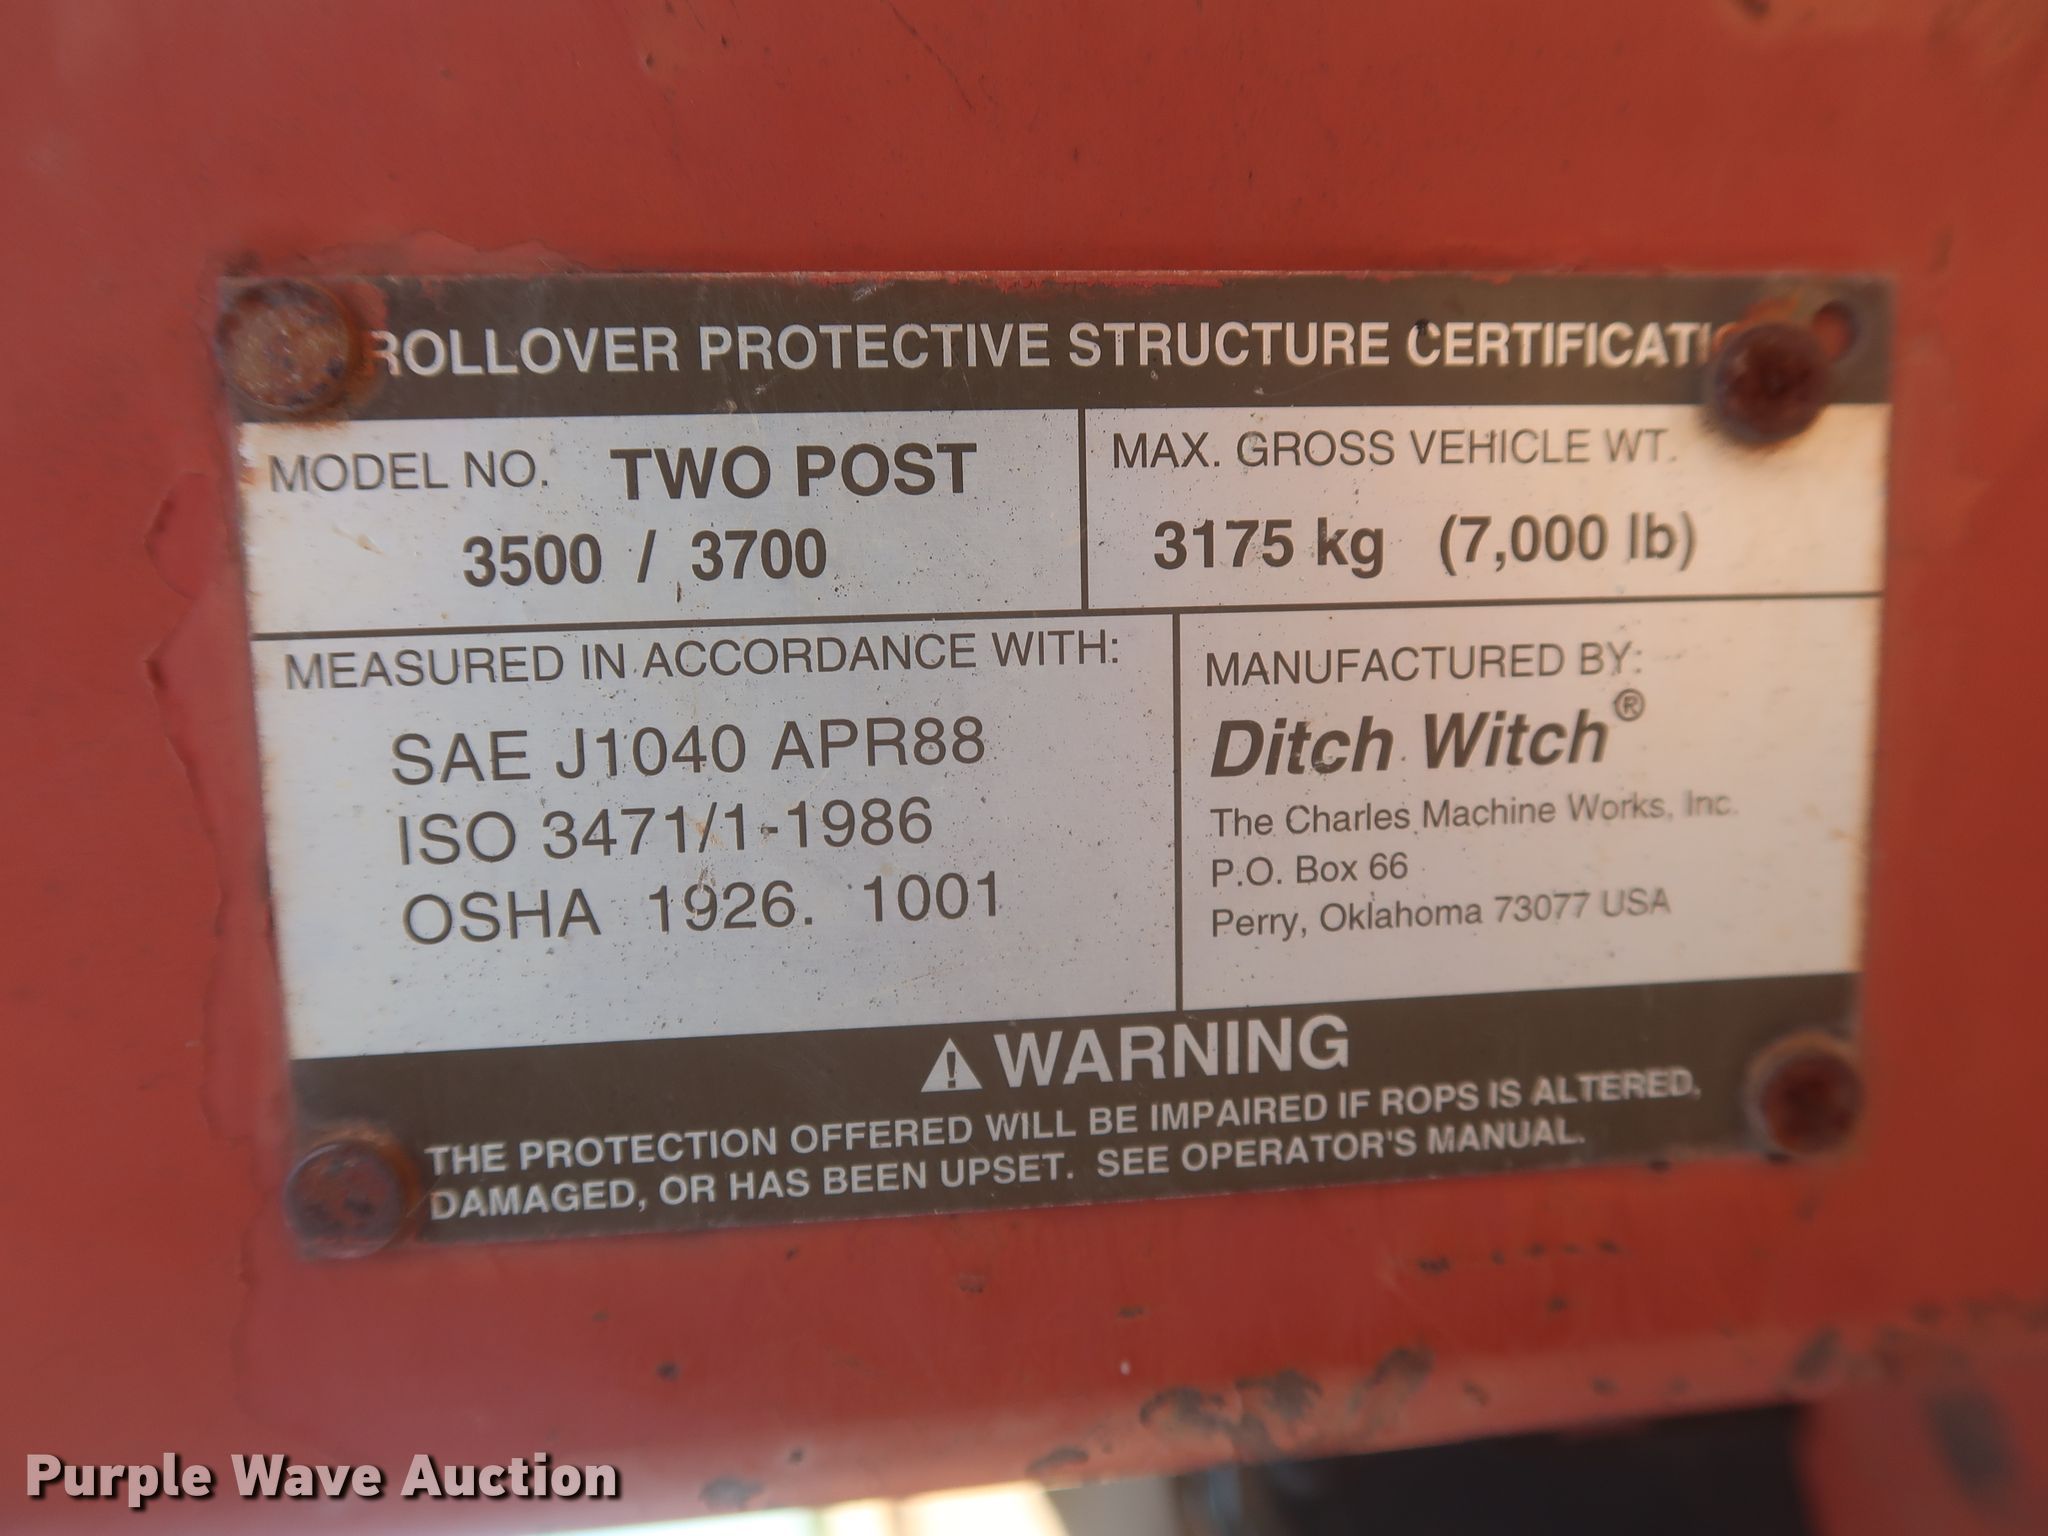 ROLLOVER PROTECTIVE STRUCTURE
MODEL NO. TWO POST
3500 / 3700
MAX. GROSS VEHICLE WT.
3175 kg (7,000 lb)
MEASURED IN ACCORDANCE WITH:
SAE J1040 APR88
ISO 3471/1-1986
OSHA 1926. 1001
MANUFACTURED BY:
Ditch Witch®
The Charles Machine Works, Inc.
P.O. Box 66
Perry, Oklahoma 73077 USA
WARNING
THE PROTECTION OFFERED WILL BE IMPAIRED IF ROPS IS ALTERED,
DAMAGED, OR HAS BEEN UPSET. SEE OPERATOR'S MANUAL.
Purple Wave Auction